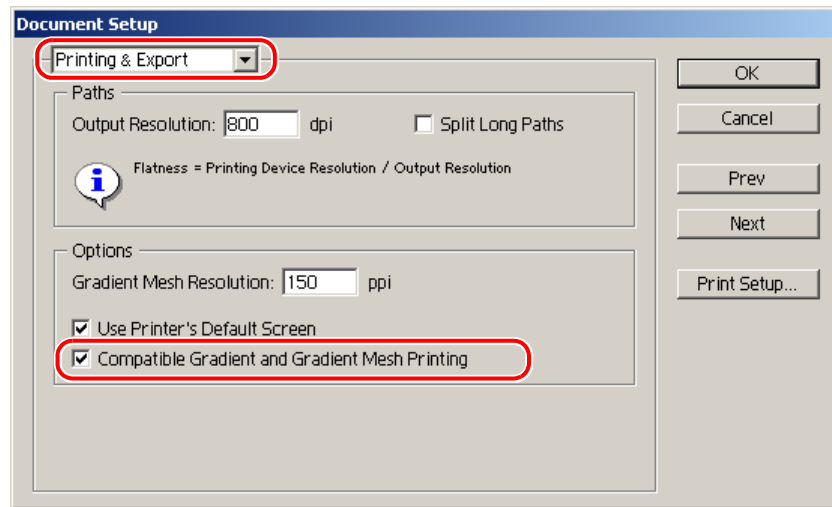 Document Setup
Printing & Export
Paths
Output Resolution: 800 dpi
Split Long Paths
Flatness = Printing Device Resolution / Output Resolution
Options
Gradient Mesh Resolution: 150 ppi
Use Printer's Default Screen
Compatible Gradient and Gradient Mesh Printing
OK
Cancel
Prev
Next
Print Setup...